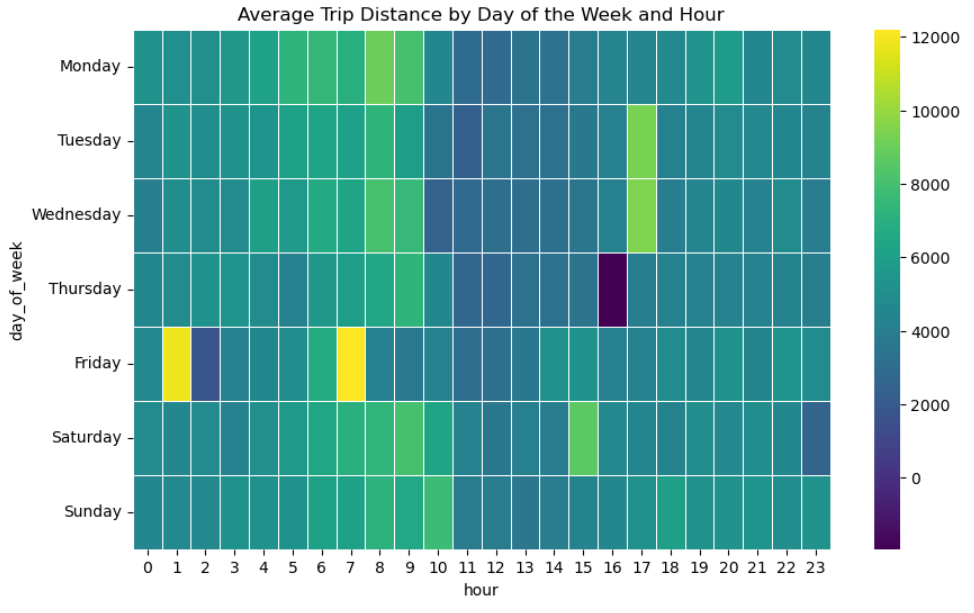 Average Trip Distance by Day of the Week and Hour
day_of_week
Monday
Tuesday
Wednesday
Thursday
Friday
Saturday
Sunday
0 1 2 3 4 5 6 7 8 9 10 11 12 13 14 15 16 17 18 19 20 21 22 23
hour
12000
10000
8000
6000
4000
2000
0